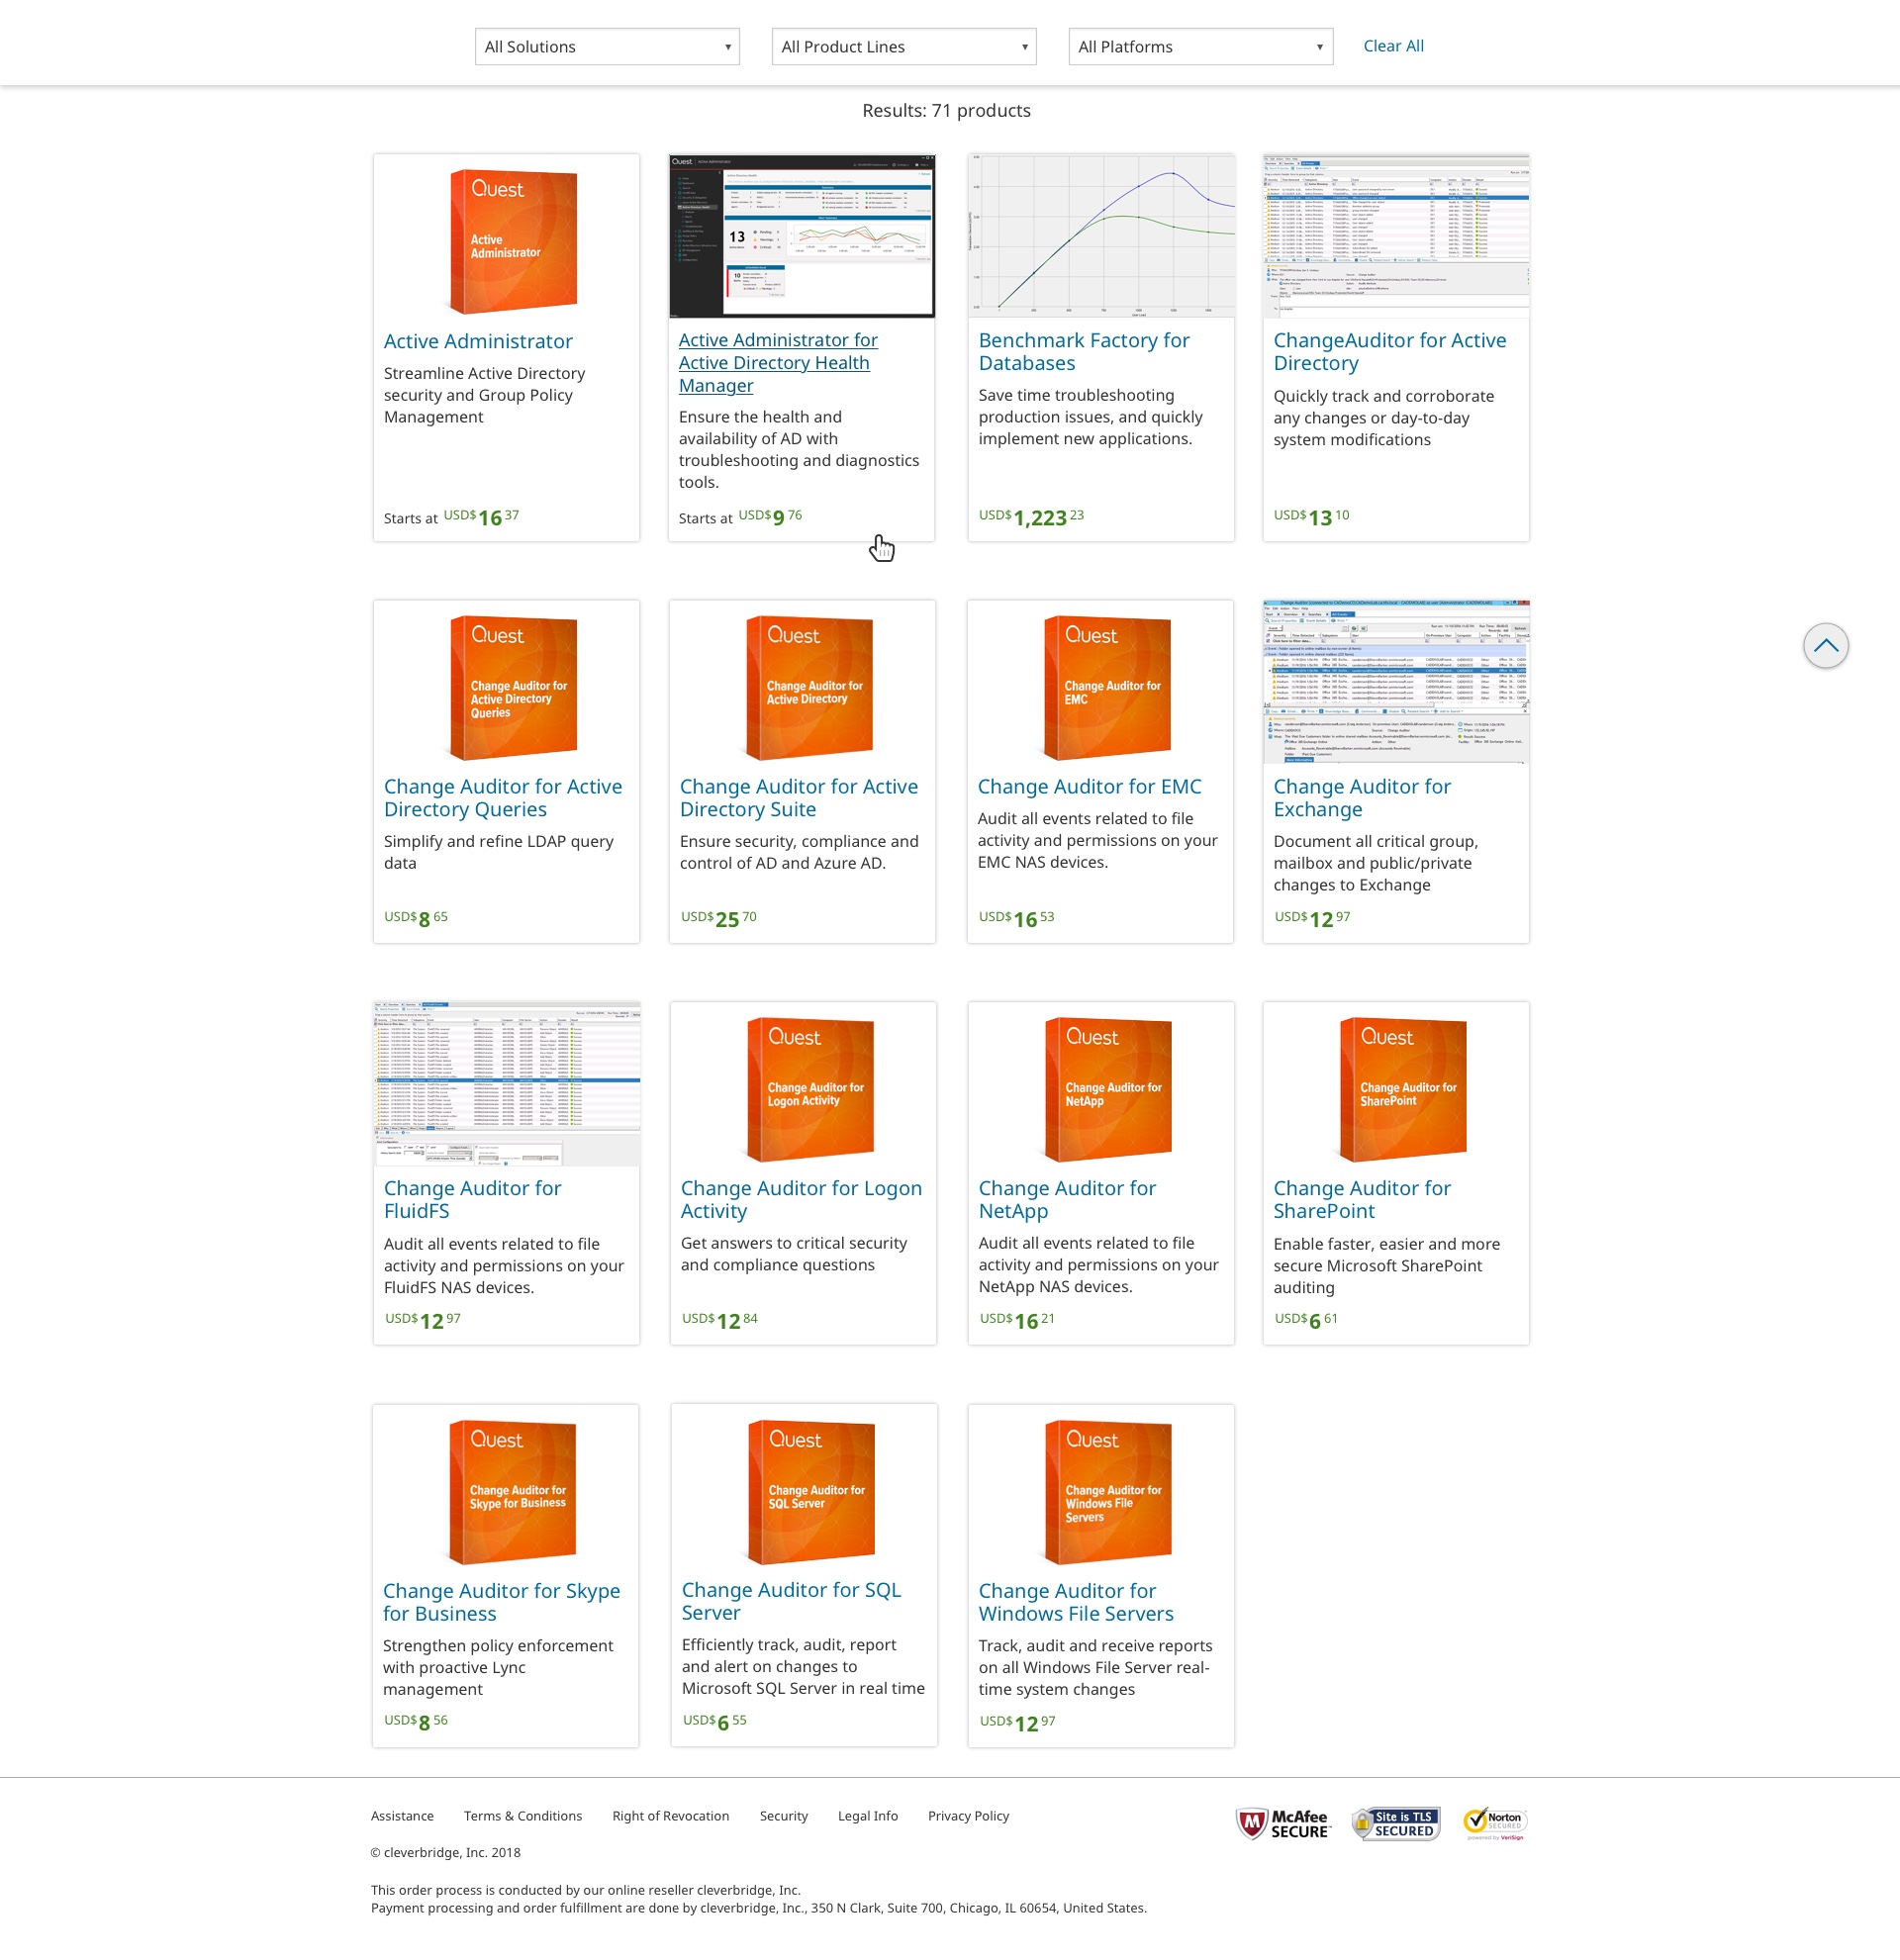 All Solutions
All Product Lines
All Platforms
Clear All
Results: 71 products
Quest
Active
Administrator
Active Administrator
Streamline Active Directory
security and Group Policy
Management
Starts at USD$16 37
Quest Active Administrator
13
10
Active Administrator for
Active Directory Health
Manager
Ensure the health and
availability of AD with
troubleshooting and diagnostics
tools.
Starts at USD$9 76
Benchmark Factory for
Databases
Save time troubleshooting
production issues, and quickly
implement new applications.
USD$1,223 23
ChangeAuditor for Active
Directory
Quickly track and corroborate
any changes or day-to-day
system modifications
USD$13 10
Quest
Change Auditor for
Active Directory
Queries
Change Auditor for Active
Directory Queries
Simplify and refine LDAP query
data
USD$8 65
Quest
Change Auditor for
Active Directory
Change Auditor for Active
Directory Suite
Ensure security, compliance and
control of AD and Azure AD.
USD$25 70
Quest
Change Auditor for
EMC
Change Auditor for EMC
Audit all events related to file
activity and permissions on your
EMC NAS devices.
USD$16 53
Change Auditor for
Exchange
Document all critical group,
mailbox and public/private
changes to Exchange
USD$12 97
Change Auditor for
FluidFS
Audit all events related to file
activity and permissions on your
FluidFS NAS devices.
USD$12 97
Quest
Change Auditor for
Logon Activity
Change Auditor for Logon
Activity
Get answers to critical security
and compliance questions
USD$12 84
Quest
Change Auditor for
NetApp
Change Auditor for
NetApp
Audit all events related to file
activity and permissions on your
NetApp NAS devices.
USD$16 21
Quest
Change Auditor for
SharePoint
Change Auditor for
SharePoint
Enable faster, easier and more
secure Microsoft SharePoint
auditing
USD$6 61
Quest
Change Auditor for
Skype for Business
Change Auditor for Skype
for Business
Strengthen policy enforcement
with proactive Lync
management
USD$8 56
Quest
Change Auditor for
SQL Server
Change Auditor for SQL
Server
Efficiently track, audit, report
and alert on changes to
Microsoft SQL Server in real time
USD$6 55
Quest
Change Auditor for
Windows File
Servers
Change Auditor for
Windows File Servers
Track, audit and receive reports
on all Windows File Server real-
time system changes
USD$12 97
Assistance
Terms & Conditions
Right of Revocation
Security
Legal Info
Privacy Policy
McAfee
SECURE
Site is TLS
SECURED
Norton
SECURED
powered by VeriSign
© cleverbridge, Inc. 2018
This order process is conducted by our online reseller cleverbridge, Inc.
Payment processing and order fulfillment are done by cleverbridge, Inc., 350 N Clark, Suite 700, Chicago, IL 60654, United States.